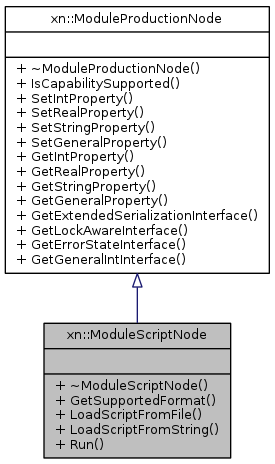 xn::ModuleProductionNode
+ ~ModuleProductionNode()
+ IsCapabilitySupported()
+ SetIntProperty()
+ SetRealProperty()
+ SetStringProperty()
+ SetGeneralProperty()
+ GetIntProperty()
+ GetRealProperty()
+ GetStringProperty()
+ GetGeneralProperty()
+ GetExtendedSerializationInterface()
+ GetLockAwareInterface()
+ GetErrorStateInterface()
+ GetGeneralIntInterface()
xn::ModuleScriptNode
+ ~ModuleScriptNode()
+ GetSupportedFormat()
+ LoadScriptFromFile()
+ LoadScriptFromString()
+ Run()